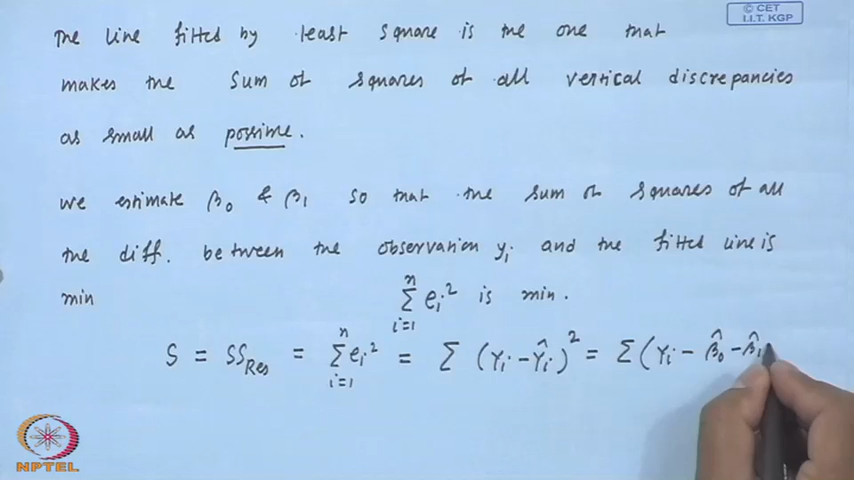 © CET
I.I.T. KGP
The line fitted by least square is the one that
makes the sum of squares of all vertical discrepancies
as small as possible.
We estimate β₀ & β₁ so that the sum of squares of all
the diff. between the observation yᵢ and the fitted line is
min ∑ᵢ₌₁ⁿ eᵢ² is min.
S = SS_Res = ∑ᵢ₌₁ⁿ eᵢ² = ∑ (Yᵢ - Ŷᵢ)² = ∑(Yᵢ - β̂₀ - β̂₁
NPTEL